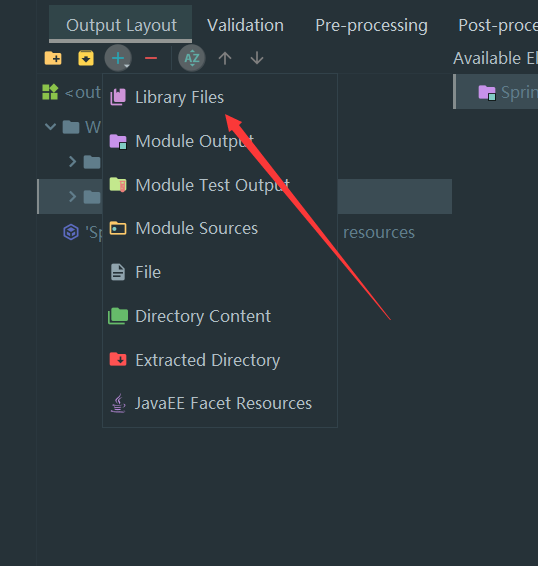 Output Layout Validation Pre-processing Post-proce
Available El
AZ
<out
Library Files
Sprin
W
Module Output
Module Test Output
'Sp
Module Sources
resources
File
Directory Content
Extracted Directory
JavaEE Facet Resources